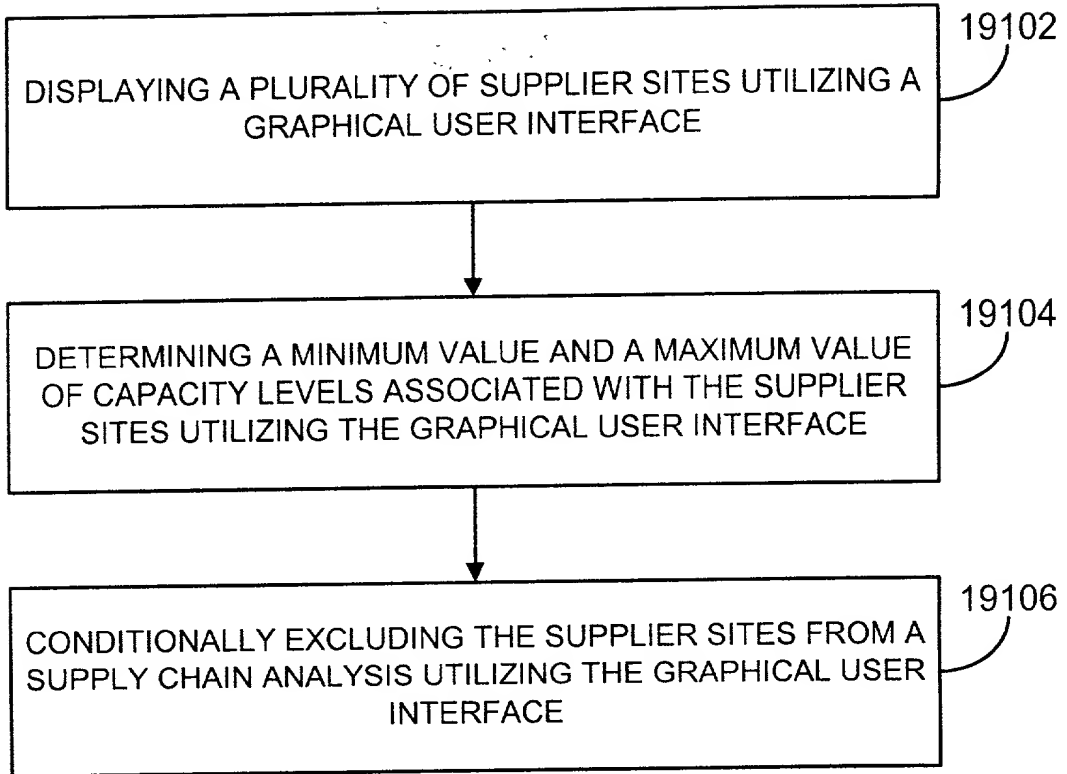 19102
DISPLAYING A PLURALITY OF SUPPLIER SITES UTILIZING A
GRAPHICAL USER INTERFACE
19104
DETERMINING A MINIMUM VALUE AND A MAXIMUM VALUE
OF CAPACITY LEVELS ASSOCIATED WITH THE SUPPLIER
SITES UTILIZING THE GRAPHICAL USER INTERFACE
19106
CONDITIONALLY EXCLUDING THE SUPPLIER SITES FROM A
SUPPLY CHAIN ANALYSIS UTILIZING THE GRAPHICAL USER
INTERFACE